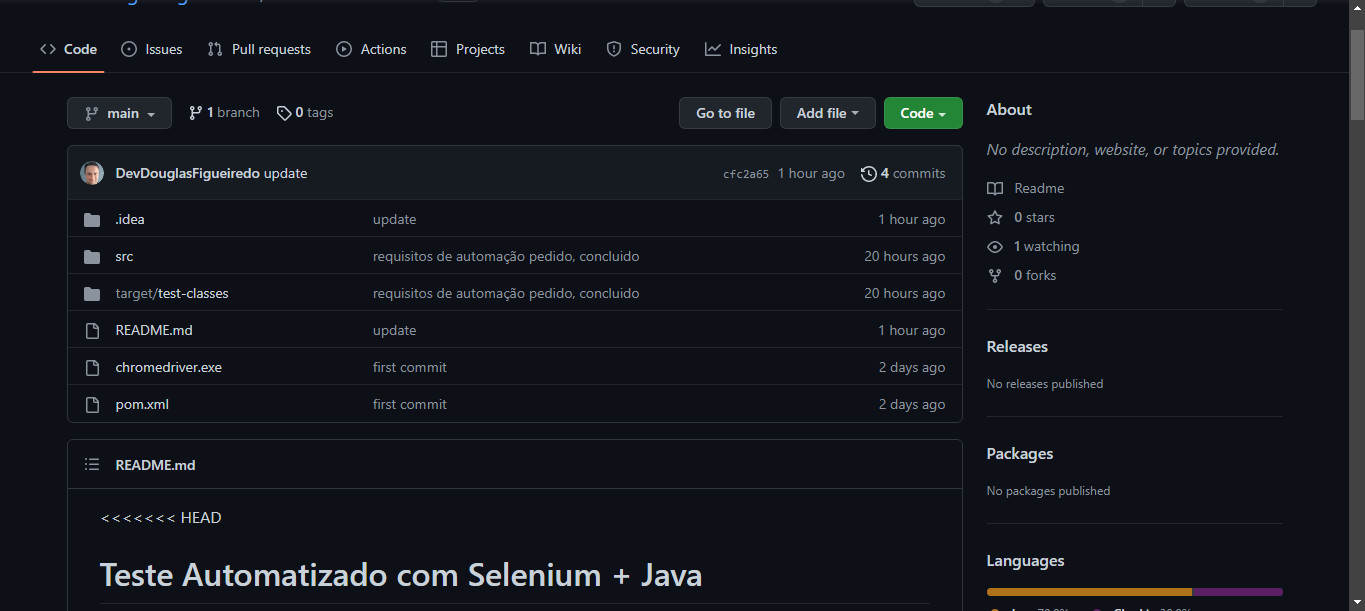 Code Issues Pull requests Actions Projects Wiki Security Insights
main 1 branch 0 tags Go to file Add file Code
DevDouglasFigueiredo update cfc2a65 1 hour ago 4 commits
.idea update 1 hour ago
src requisitos de automação pedido, concluido 20 hours ago
target/test-classes requisitos de automação pedido, concluido 20 hours ago
README.md update 1 hour ago
chromedriver.exe first commit 2 days ago
pom.xml first commit 2 days ago
README.md
<<<<<<< HEAD
Teste Automatizado com Selenium + Java
About
No description, website, or topics provided.
Readme
0 stars
1 watching
0 forks
Releases
No releases published
Packages
No packages published
Languages